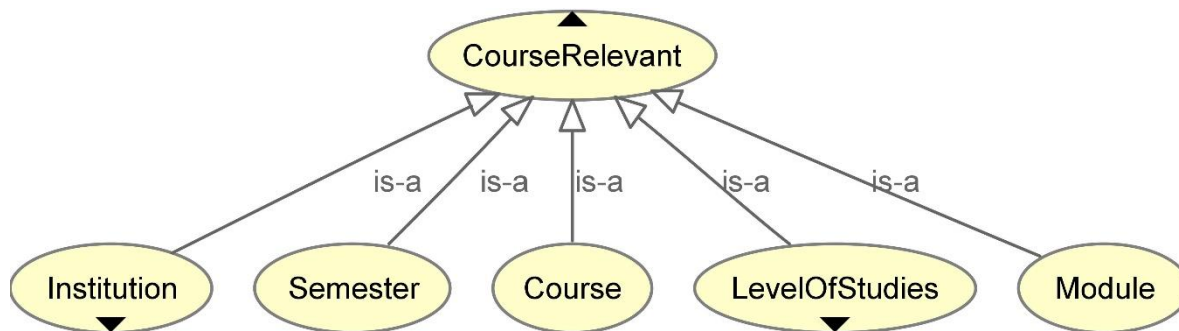 CourseRelevant
is-a is-a is-a is-a is-a
Institution Semester Course LevelOfStudies Module